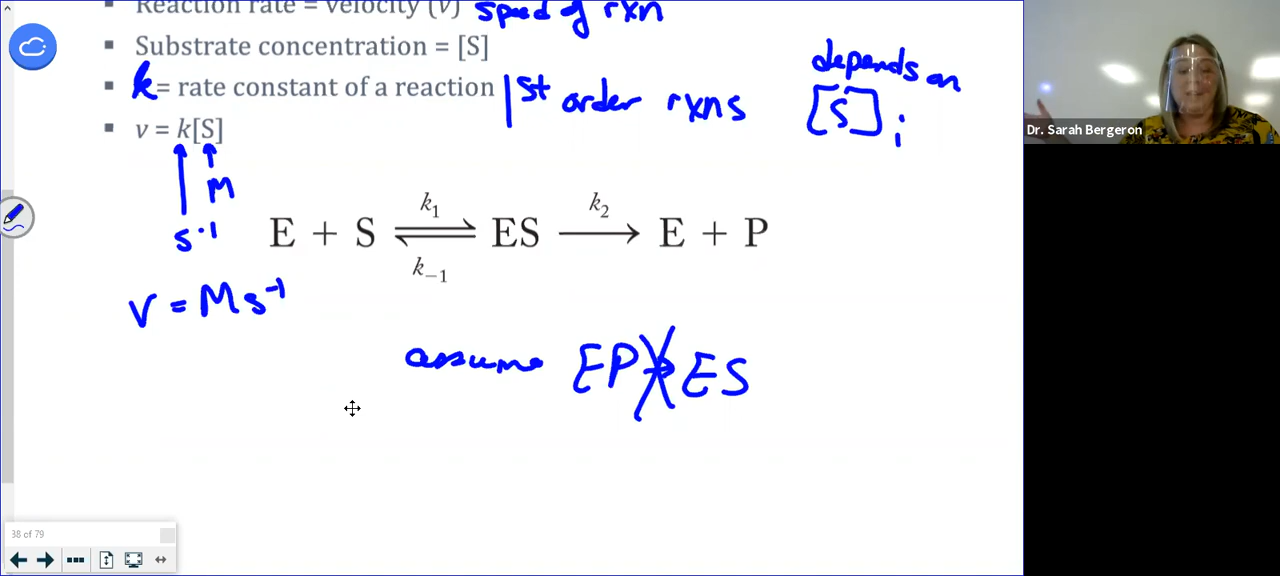 Reaction rate = velocity (v) speed of rxn
Substrate concentration = [S]
k = rate constant of a reaction 1st order rxns
depends on
[S]i
v = k[S]
M
s-1
E + S k1 k−1 ES k2 E + P
v = Ms-1
assume EP ES
Dr. Sarah Bergeron
38 of 79